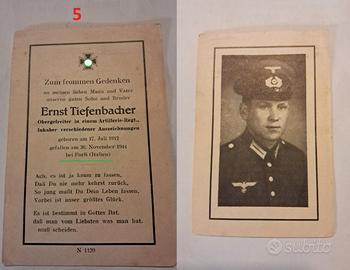 5
Zum frommen Gedenken
an meinen lieben Mann und Vater
unseren guten Sohn und Bruder
Ernst Tiefenbacher
Obergefreiter in einem Artillerie-Regt.,
Inhaber verschiedener Auszeichnungen
geboren am 17. Juli 1912
gefallen am 30. November 1944
bei Forli (Italien)
Ach, es ist ja kaum zu fassen,
Daß Du nie mehr kehrst zurück,
So jung mußt Du Dein Leben lassen,
Vorbei ist unser größtes Glück.
Es ist bestimmt in Gottes Rat,
daß man vom Liebsten was man hat,
muß scheiden.
N 1120
subito